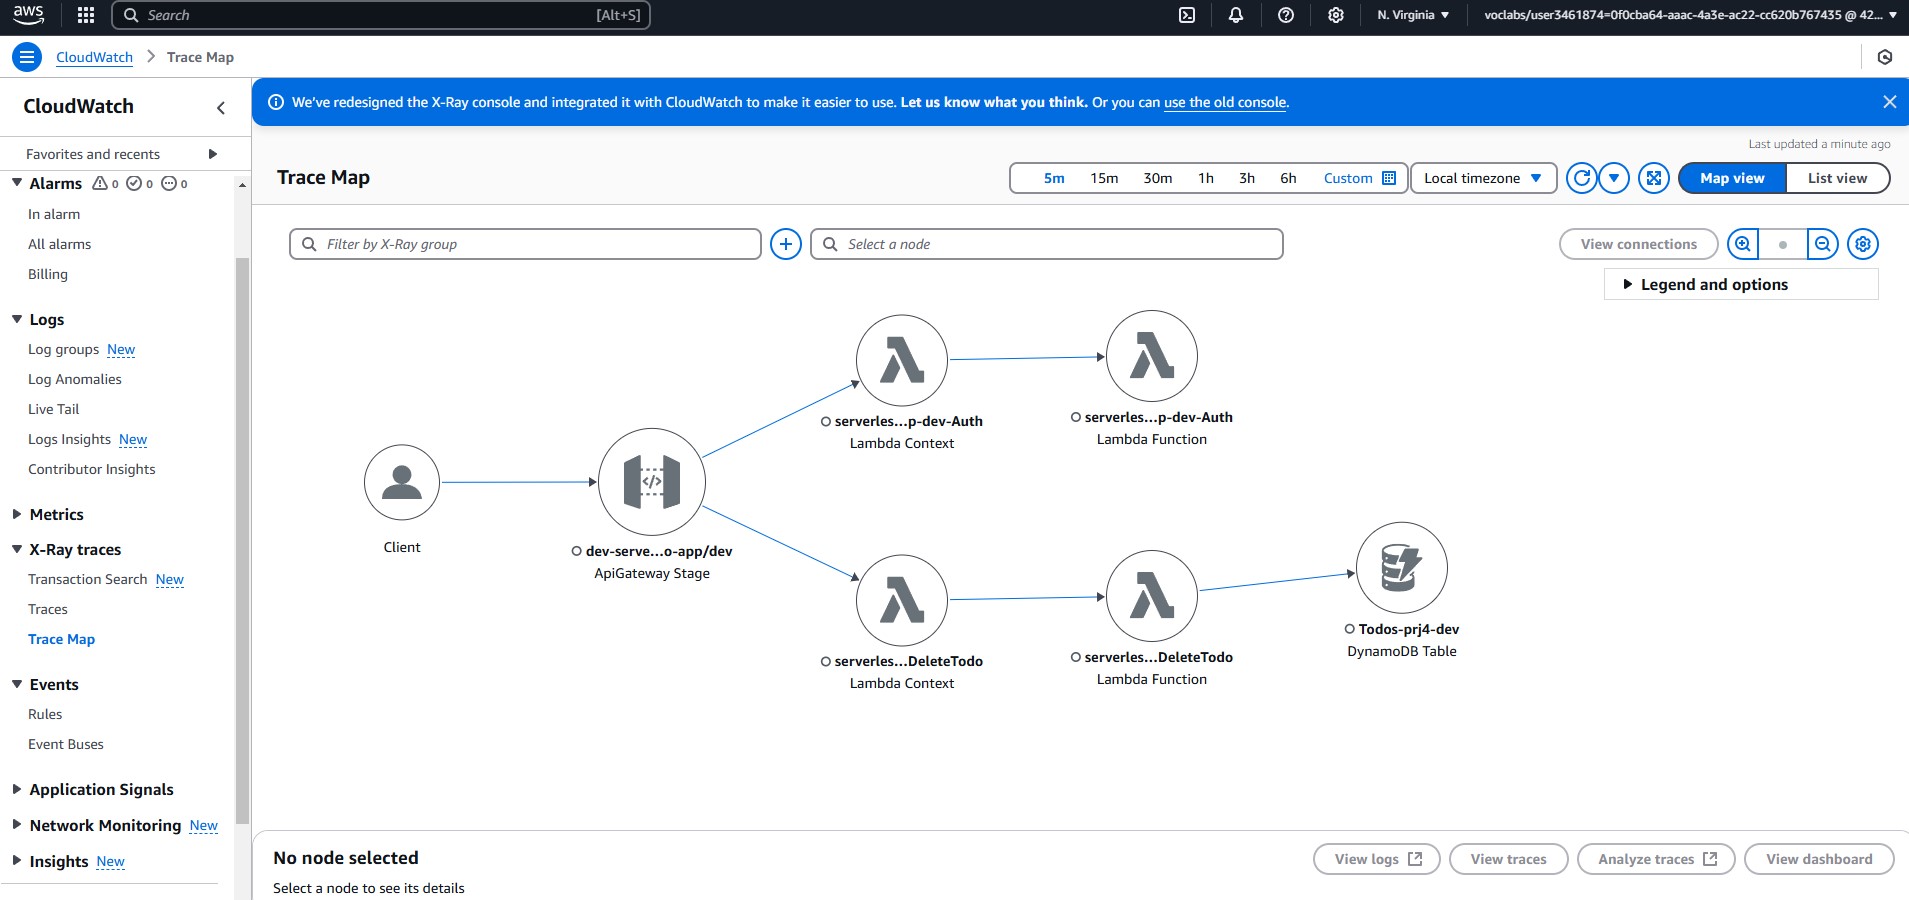 aws
Search [Alt+S]
N. Virginia
voclabs/user3461874=0f0cba64-aaac-4a3e-ac22-cc620b767435 @ 42...
CloudWatch > Trace Map
CloudWatch
Favorites and recents
Alarms 0 0 0
In alarm
All alarms
Billing
Logs
Log groups New
Log Anomalies
Live Tail
Logs Insights New
Contributor Insights
Metrics
X-Ray traces
Transaction Search New
Traces
Trace Map
Events
Rules
Event Buses
Application Signals
Network Monitoring New
Insights New
We've redesigned the X-Ray console and integrated it with CloudWatch to make it easier to use. Let us know what you think. Or you can use the old console.
Last updated a minute ago
Trace Map
5m 15m 30m 1h 3h 6h Custom
Local timezone
Map view
List view
Filter by X-Ray group
Select a node
View connections
Legend and options
Client
dev-serve...o-app/dev
ApiGateway Stage
serverles...p-dev-Auth
Lambda Context
serverles...p-dev-Auth
Lambda Function
serverles...DeleteTodo
Lambda Context
serverles...DeleteTodo
Lambda Function
Todos-prj4-dev
DynamoDB Table
No node selected
Select a node to see its details
View logs
View traces
Analyze traces
View dashboard